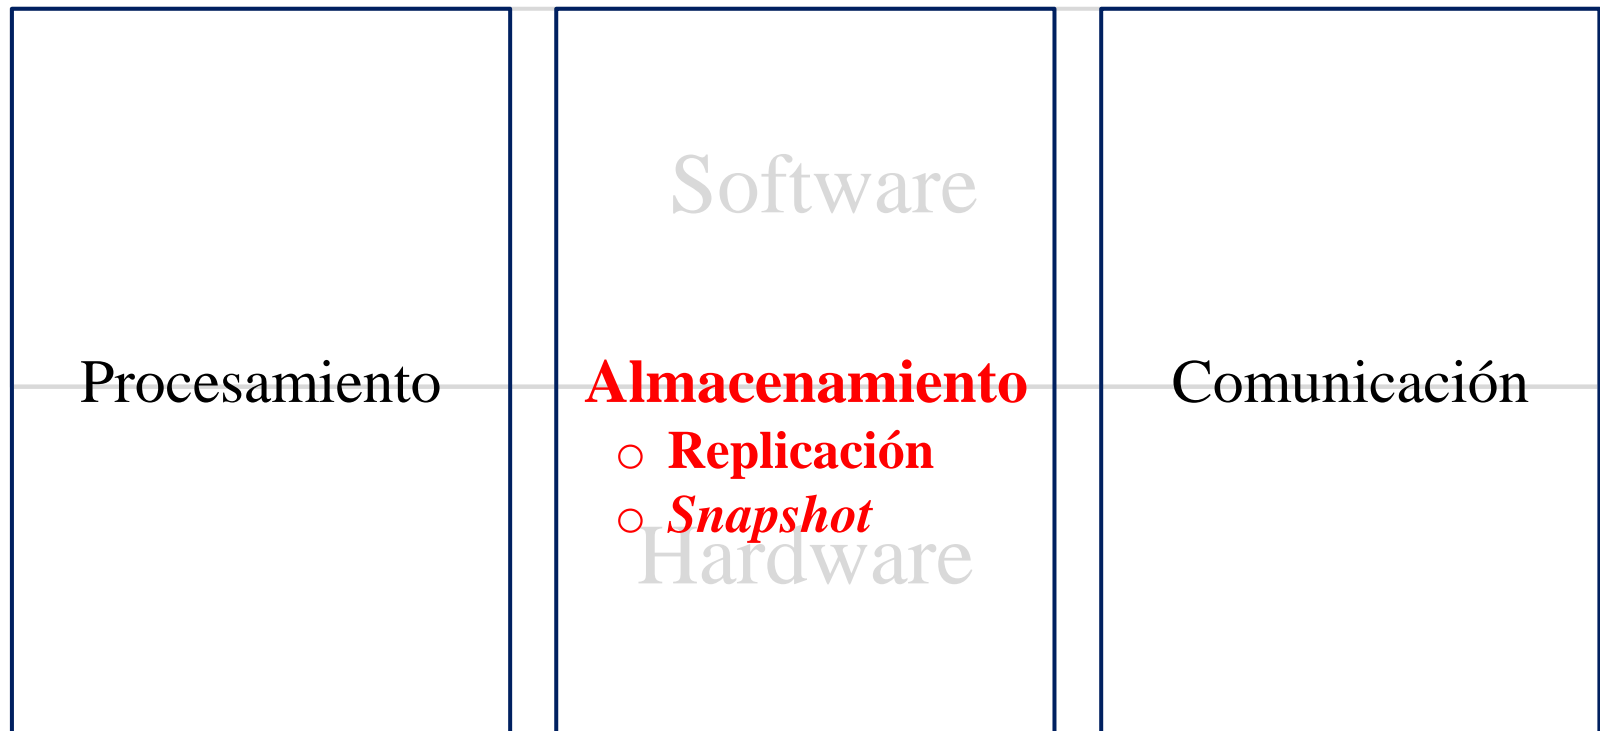 Software
Procesamiento
Almacenamiento
Comunicación
o Replicación
o Snapshot
Hardware